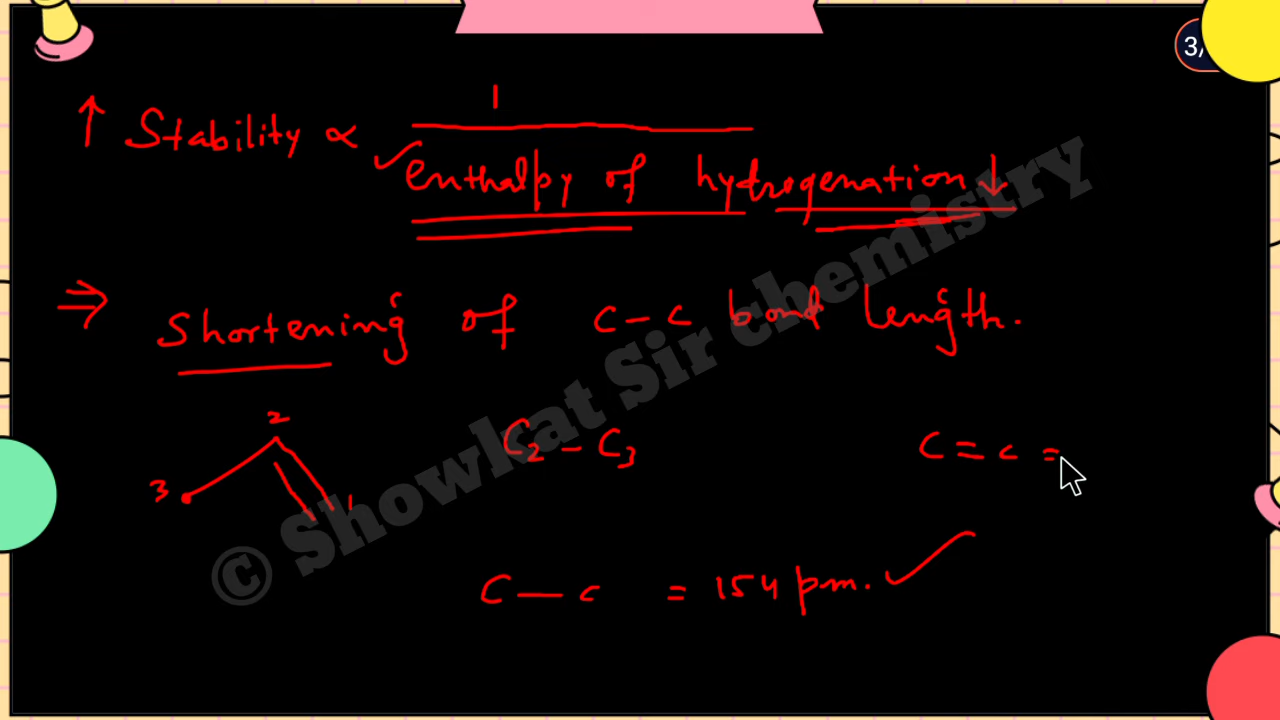 3/
1
↑ Stability ∝ enthalpy of hydrogenation ↓
⇒ Shortening of C-C bond length.
2
3
1
C₂-C₃
C=C =
C-C = 154 pm.
© Showkat Sir chemistry